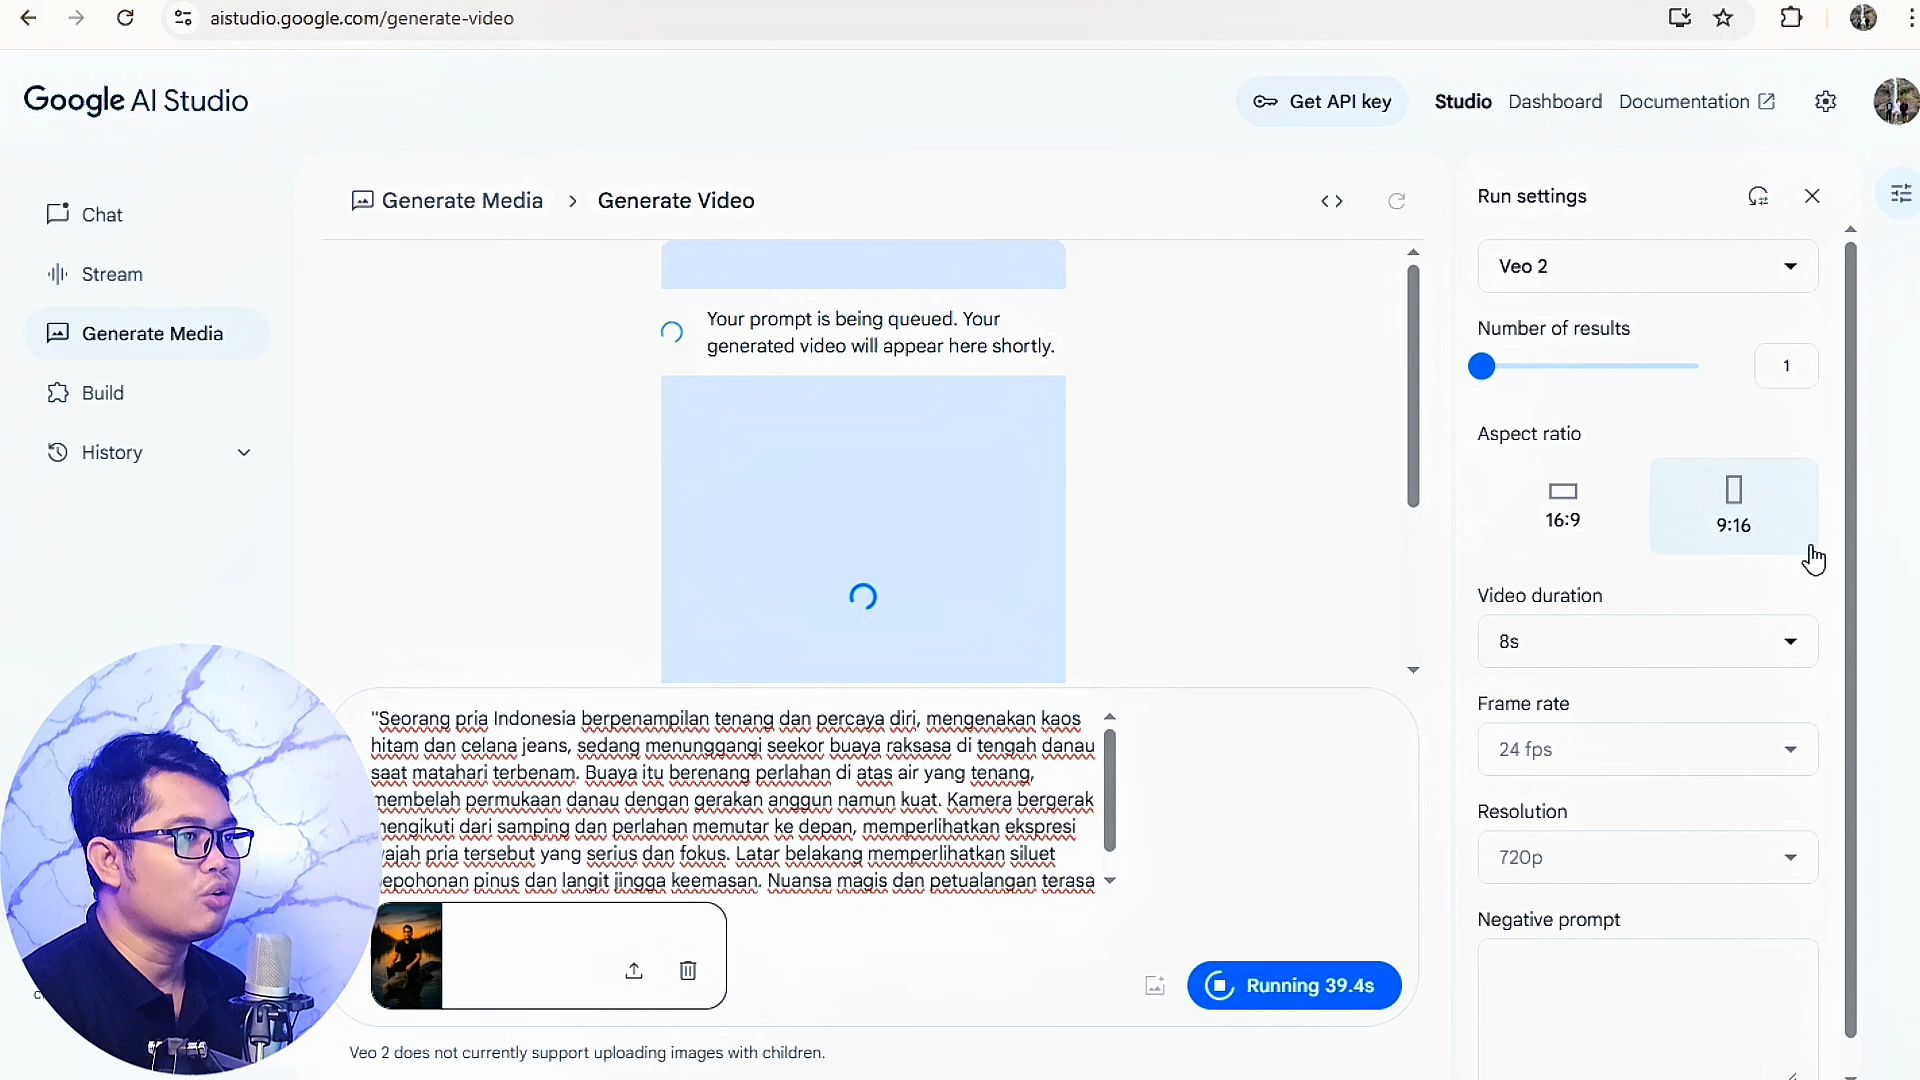 aistudio.google.com/generate-video
Google AI Studio
Get API key
Studio
Dashboard
Documentation
Chat
Stream
Generate Media
Build
History
Generate Media > Generate Video
Your prompt is being queued. Your
generated video will appear here shortly.
"Seorang pria Indonesia berpenampilan tenang dan percaya diri, mengenakan kaos
hitam dan celana jeans, sedang menunggangi seekor buaya raksasa di tengah danau
saat matahari terbenam. Buaya itu berenang perlahan di atas air yang tenang,
membelah permukaan danau dengan gerakan anggun namun kuat. Kamera bergerak
mengikuti dari samping dan perlahan memutar ke depan, memperlihatkan ekspresi
wajah pria tersebut yang serius dan fokus. Latar belakang memperlihatkan siluet
pepohonan pinus dan langit jingga keemasan. Nuansa magis dan petualangan terasa
Running 39.4s
Veo 2 does not currently support uploading images with children.
Run settings
Veo 2
Number of results
1
Aspect ratio
16:9
9:16
Video duration
8s
Frame rate
24 fps
Resolution
720p
Negative prompt